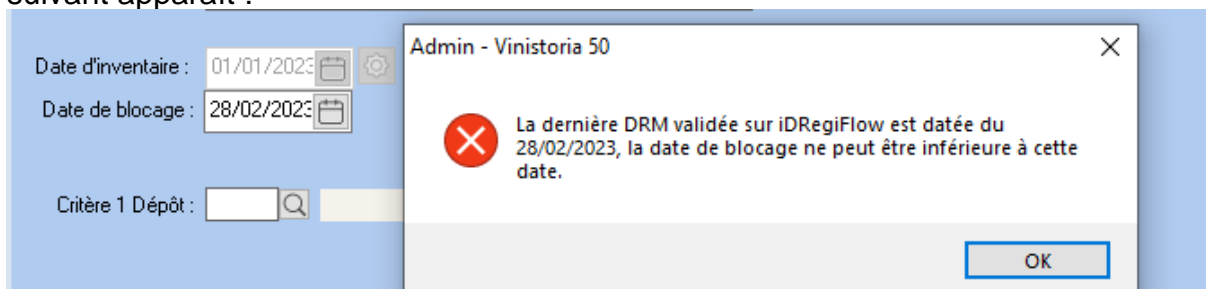 suivant apparaît :
Admin - Vinistoria 50
Date d'inventaire : 01/01/2023
Date de blocage : 28/02/2023
La dernière DRM validée sur iDRegiFlow est datée du
28/02/2023, la date de blocage ne peut être inférieure à cette
date.
Critère 1 Dépôt :
OK